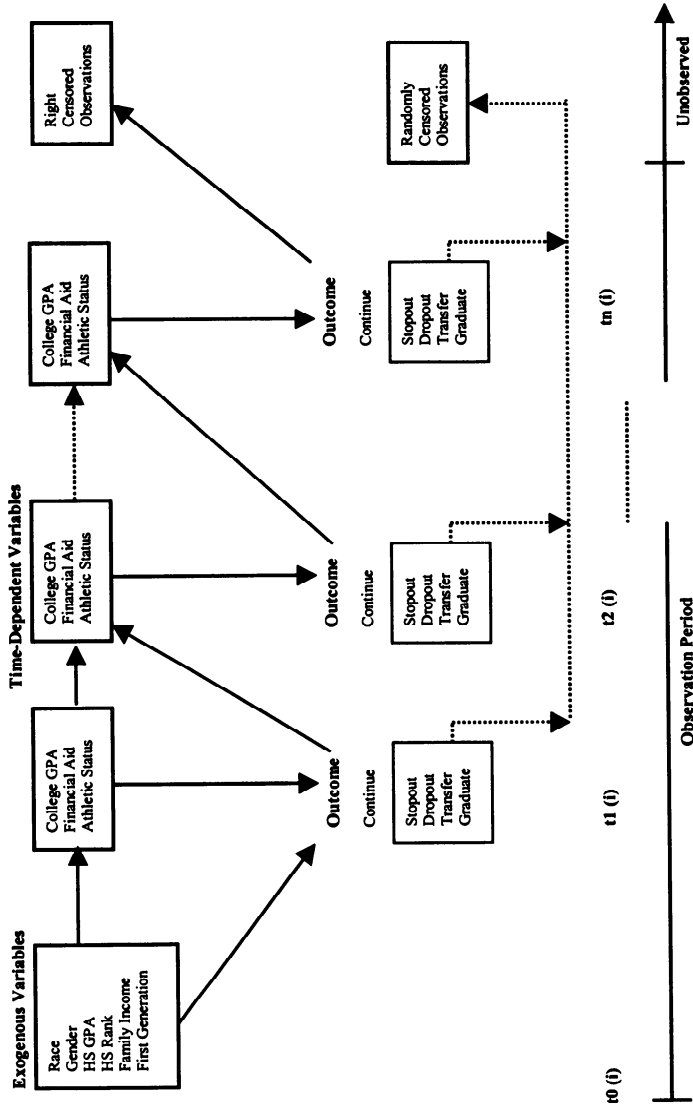 Exogenous Variables
Race
Gender
HS GPA
HS Rank
Family Income
First Generation
Time-Dependent Variables
College GPA
Financial Aid
Athletic Status
College GPA
Financial Aid
Athletic Status
College GPA
Financial Aid
Athletic Status
Right
Censored
Observations
Outcome
Continue
Stopout
Dropout
Transfer
Graduate
Outcome
Continue
Stopout
Dropout
Transfer
Graduate
Outcome
Continue
Stopout
Dropout
Transfer
Graduate
Randomly
Censored
Observations
t0 (i)
t1 (i)
t2 (i)
tn (i)
Observation Period
Unobserved